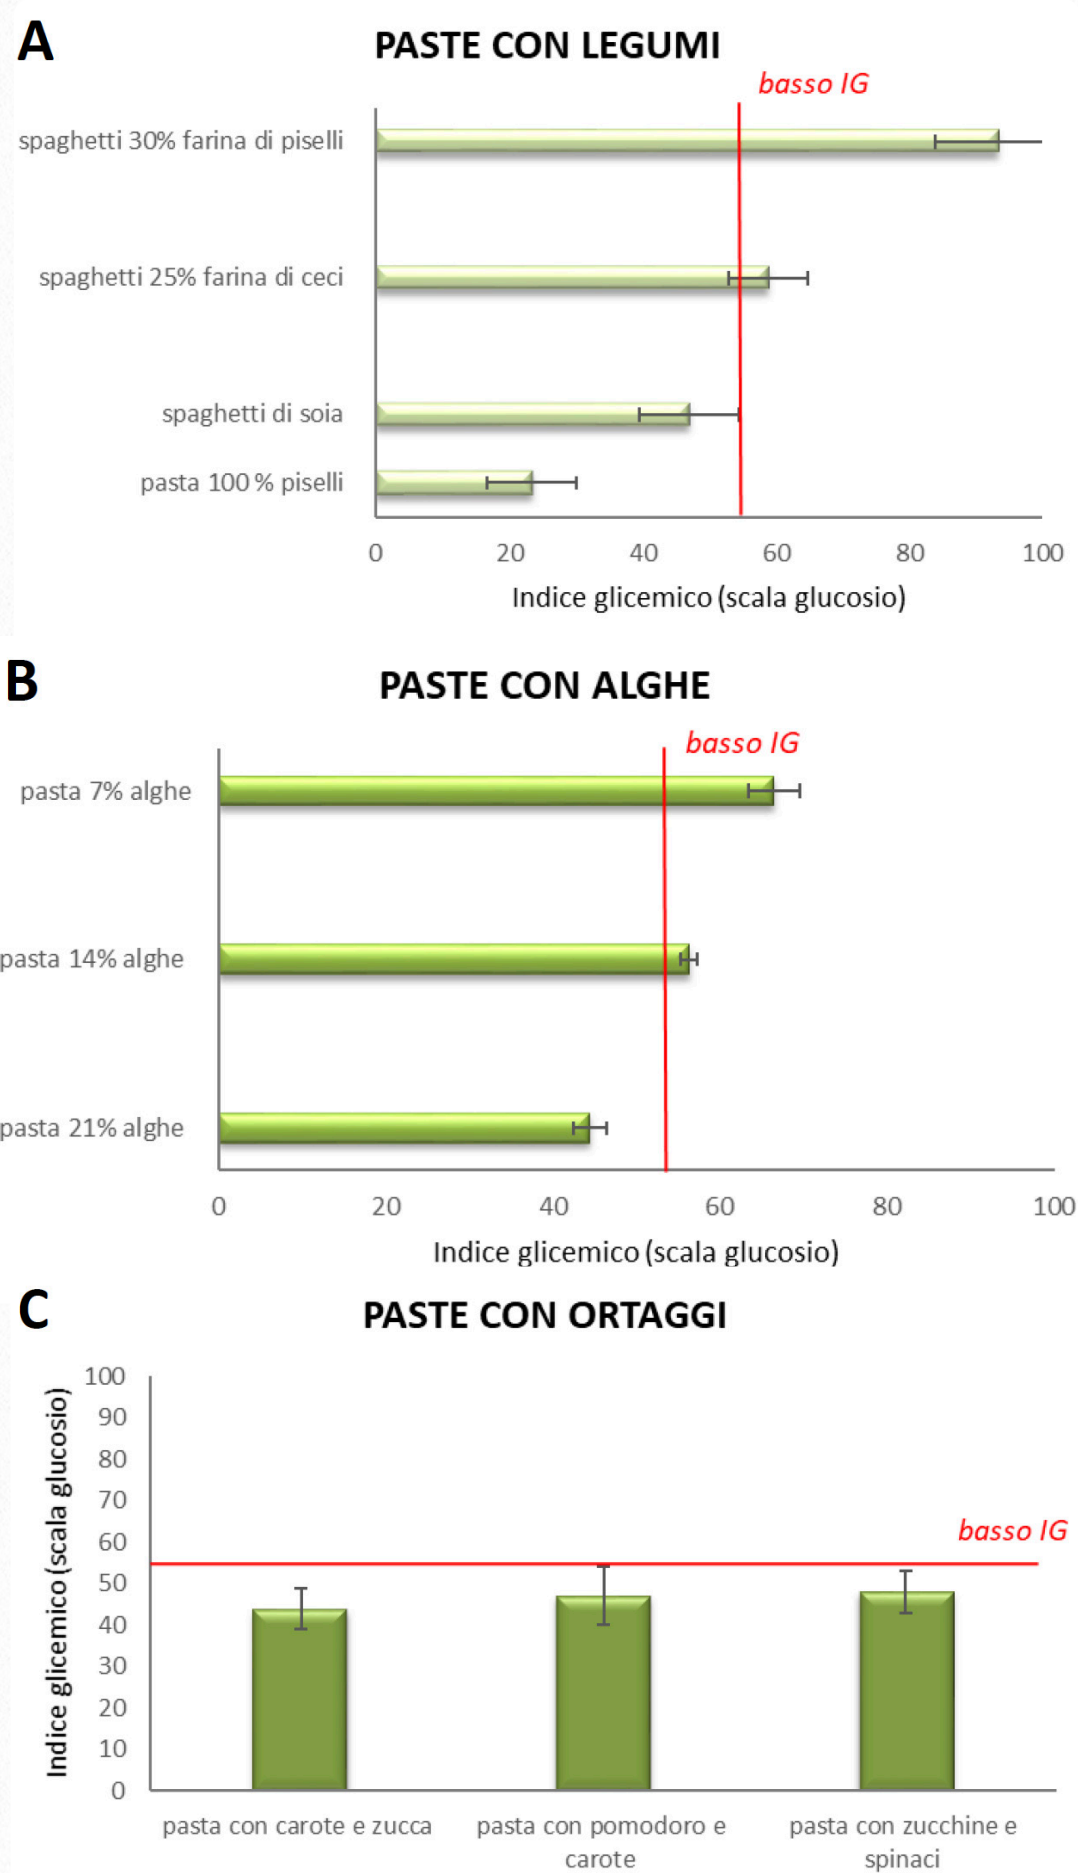 A
PASTE CON LEGUMI
basso IG
spaghetti 30% farina di piselli
spaghetti 25% farina di ceci
spaghetti di soia
pasta 100 % piselli
0 20 40 60 80 100
Indice glicemico (scala glucosio)
B
PASTE CON ALGHE
basso IG
pasta 7% alghe
pasta 14% alghe
pasta 21% alghe
0 20 40 60 80 100
Indice glicemico (scala glucosio)
C
PASTE CON ORTAGGI
Indice glicemico (scala glucosio)
100
90
80
70
60
50
40
30
20
10
0
basso IG
pasta con carote e zucca
pasta con pomodoro e
carote
pasta con zucchine e
spinaci